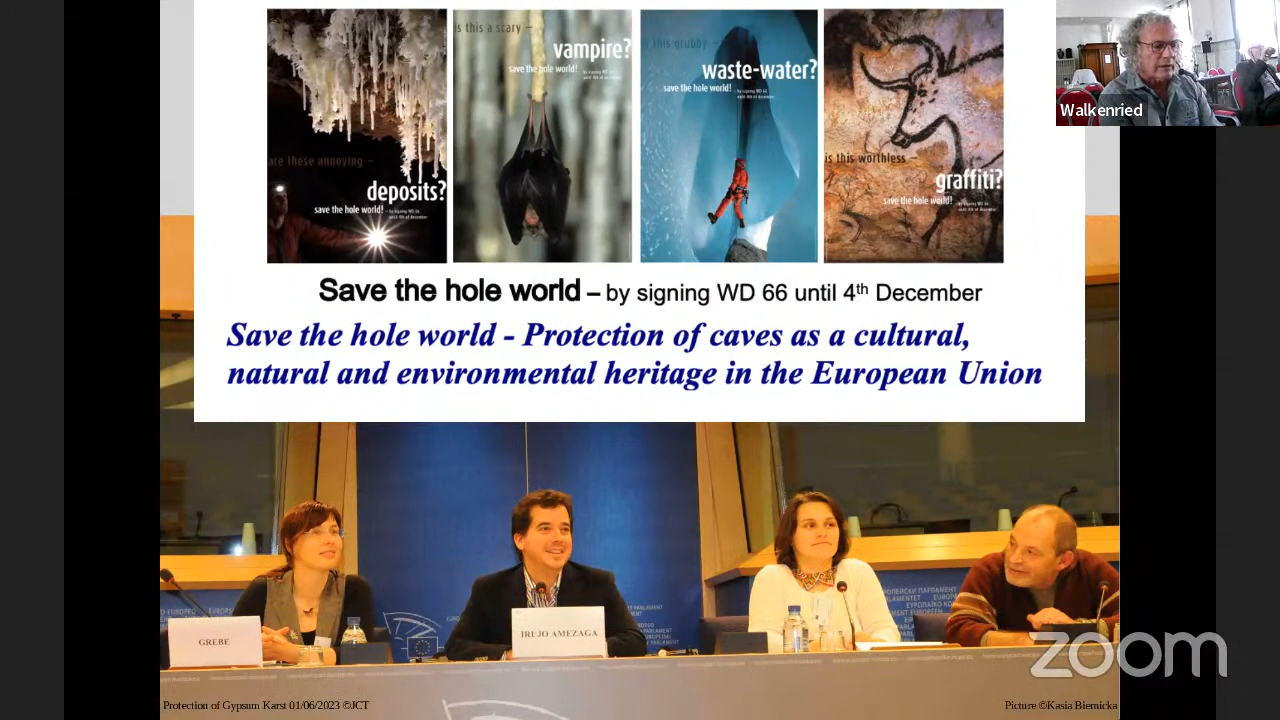 are these annoying –
deposits?
save the hole world!
is this a scary –
vampire?
save the hole world!
this grubby –
waste-water?
save the hole world!
is this worthless –
graffiti?
save the hole world!
Walkenried
Save the hole world – by signing WD 66 until 4th December
Save the hole world - Protection of caves as a cultural,
natural and environmental heritage in the European Union
GREBE
IRUJO AMEZAGA
zoom
Protection of Gypsum Karst 01/06/2023 ©JCT
Picture ©Kasia Biernicka